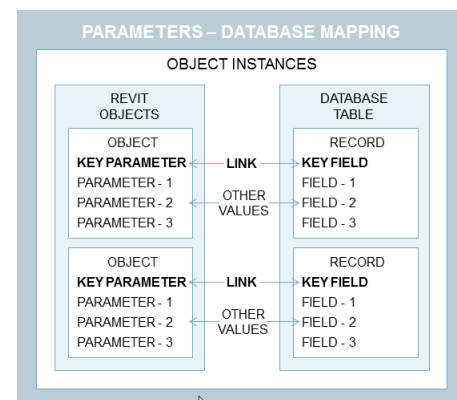 PARAMETERS – DATABASE MAPPING
OBJECT INSTANCES
REVIT
OBJECTS
DATABASE
TABLE
OBJECT
RECORD
KEY PARAMETER
LINK
KEY FIELD
PARAMETER - 1
FIELD - 1
PARAMETER - 2
OTHER
VALUES
FIELD - 2
PARAMETER - 3
FIELD - 3
OBJECT
RECORD
KEY PARAMETER
LINK
KEY FIELD
PARAMETER - 1
FIELD - 1
PARAMETER - 2
OTHER
VALUES
FIELD - 2
PARAMETER - 3
FIELD - 3